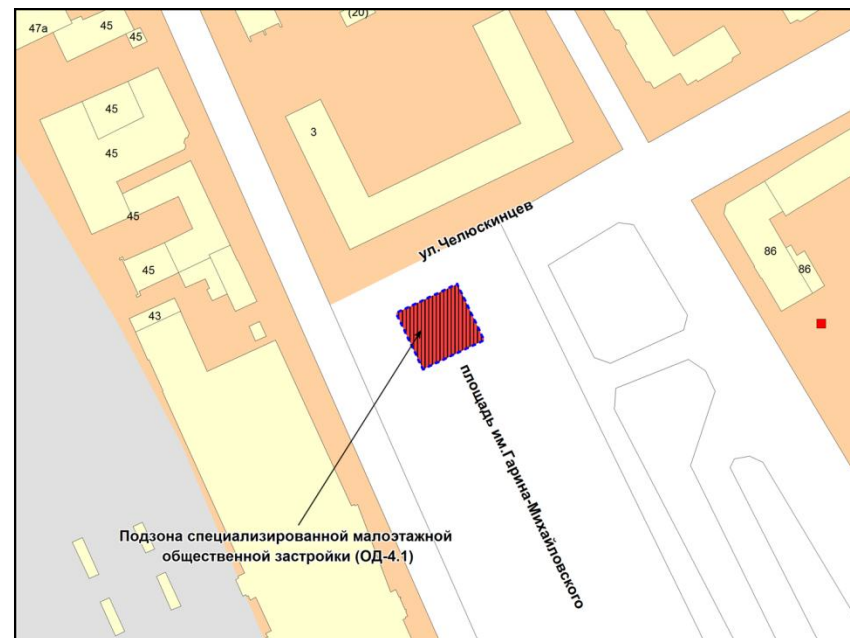 47а
45
45
(20)
45
45
3
45
ул.Челюскинцев
45
86
86
43
площадь им.Гарина-Михайловского
Подзона специализированной малоэтажной
общественной застройки (ОД-4.1)